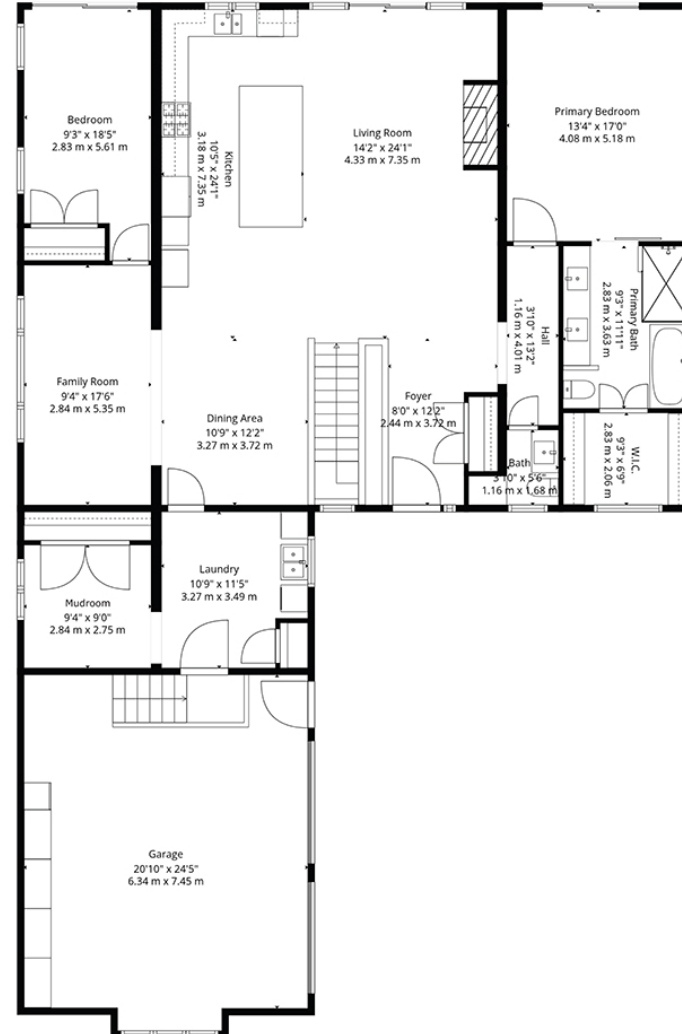 Bedroom
9'3" x 18'5"
2.83 m x 5.61 m
Kitchen
10'5" x 24'1"
3.18 m x 7.35 m
Living Room
14'2" x 24'1"
4.33 m x 7.35 m
Primary Bedroom
13'4" x 17'0"
4.08 m x 5.18 m
Primary Bath
9'3" x 11'11"
2.83 m x 3.63 m
Hall
3'10" x 13'2"
1.16 m x 4.01 m
Family Room
9'4" x 17'6"
2.84 m x 5.35 m
Dining Area
10'9" x 12'2"
3.27 m x 3.72 m
Foyer
8'0" x 12'2"
2.44 m x 3.72 m
Bath
3'10" x 5'6"
1.16 m x 1.68 m
W.I.C.
9'3" x 6'9"
2.83 m x 2.06 m
Laundry
10'9" x 11'5"
3.27 m x 3.49 m
Mudroom
9'4" x 9'0"
2.84 m x 2.75 m
Garage
20'10" x 24'5"
6.34 m x 7.45 m